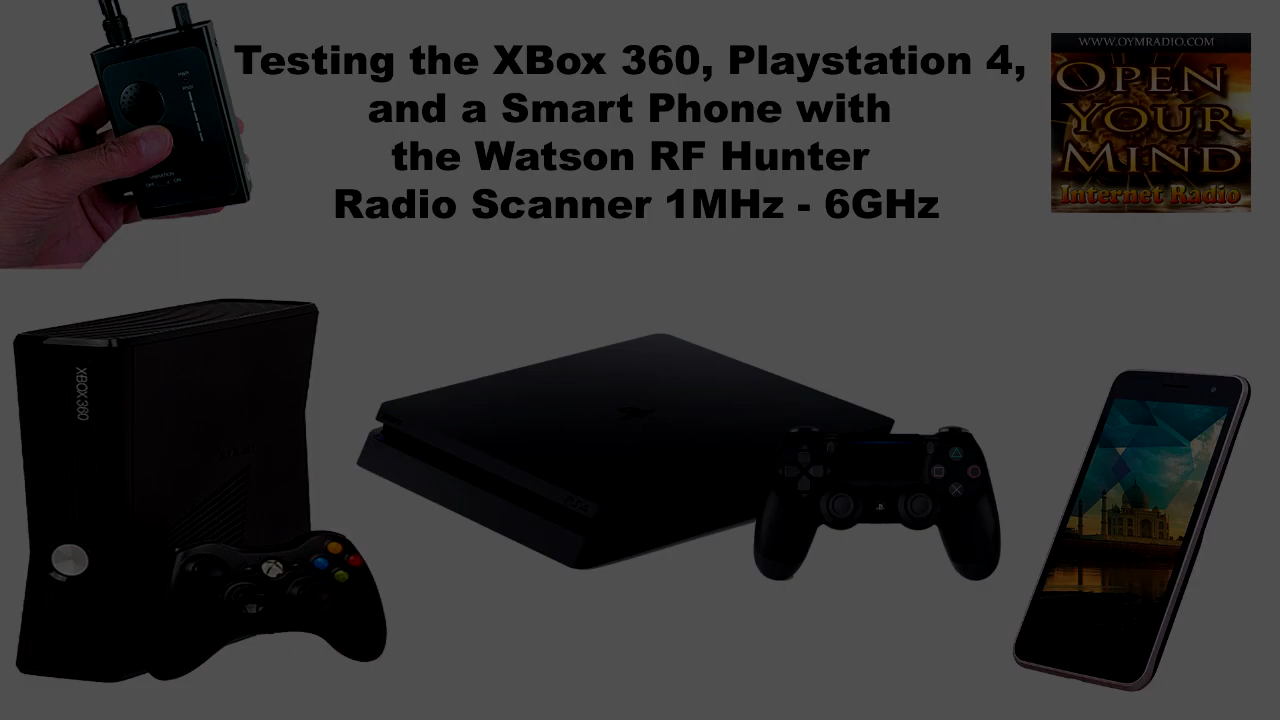 Testing the XBox 360, Playstation 4,
and a Smart Phone with
the Watson RF Hunter
Radio Scanner 1MHz - 6GHz
WWW.OYMRADIO.COM
OPEN
YOUR
MIND
Internet Radio
XBOX 360
PS4